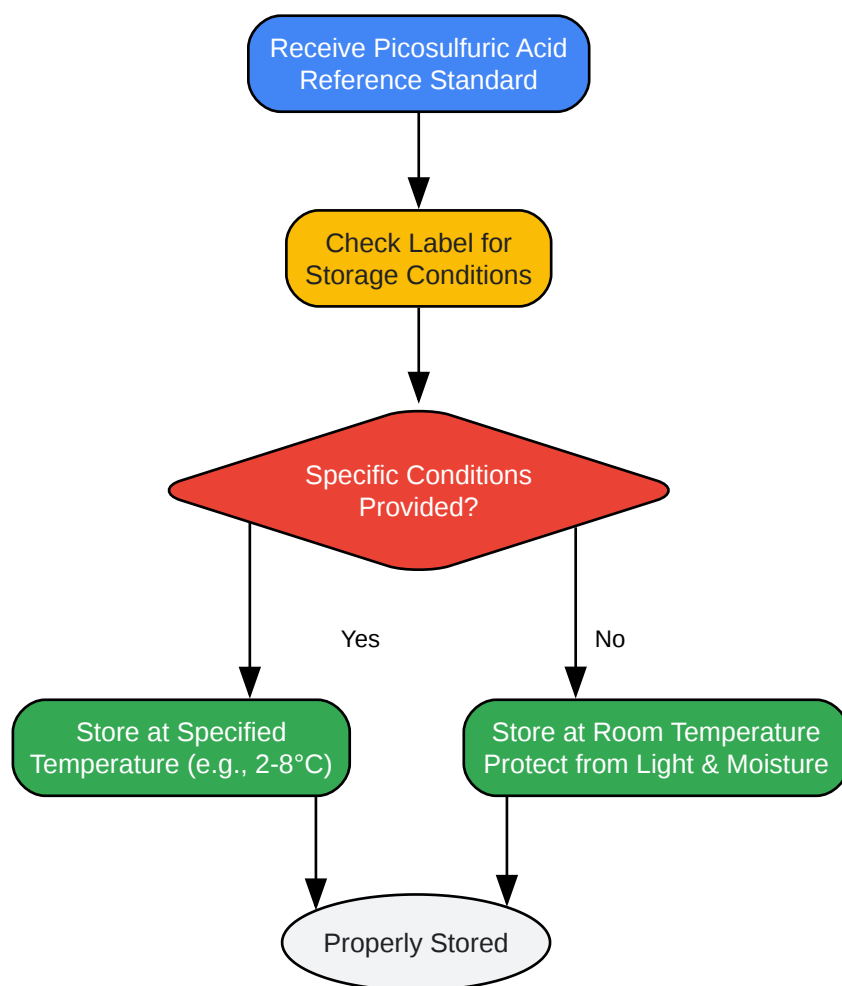 Receive Picosulfuric Acid
Reference Standard
Check Label for
Storage Conditions
Specific Conditions
Provided?
Yes
No
Store at Specified
Temperature (e.g., 2-8°C)
Store at Room Temperature
Protect from Light & Moisture
Properly Stored